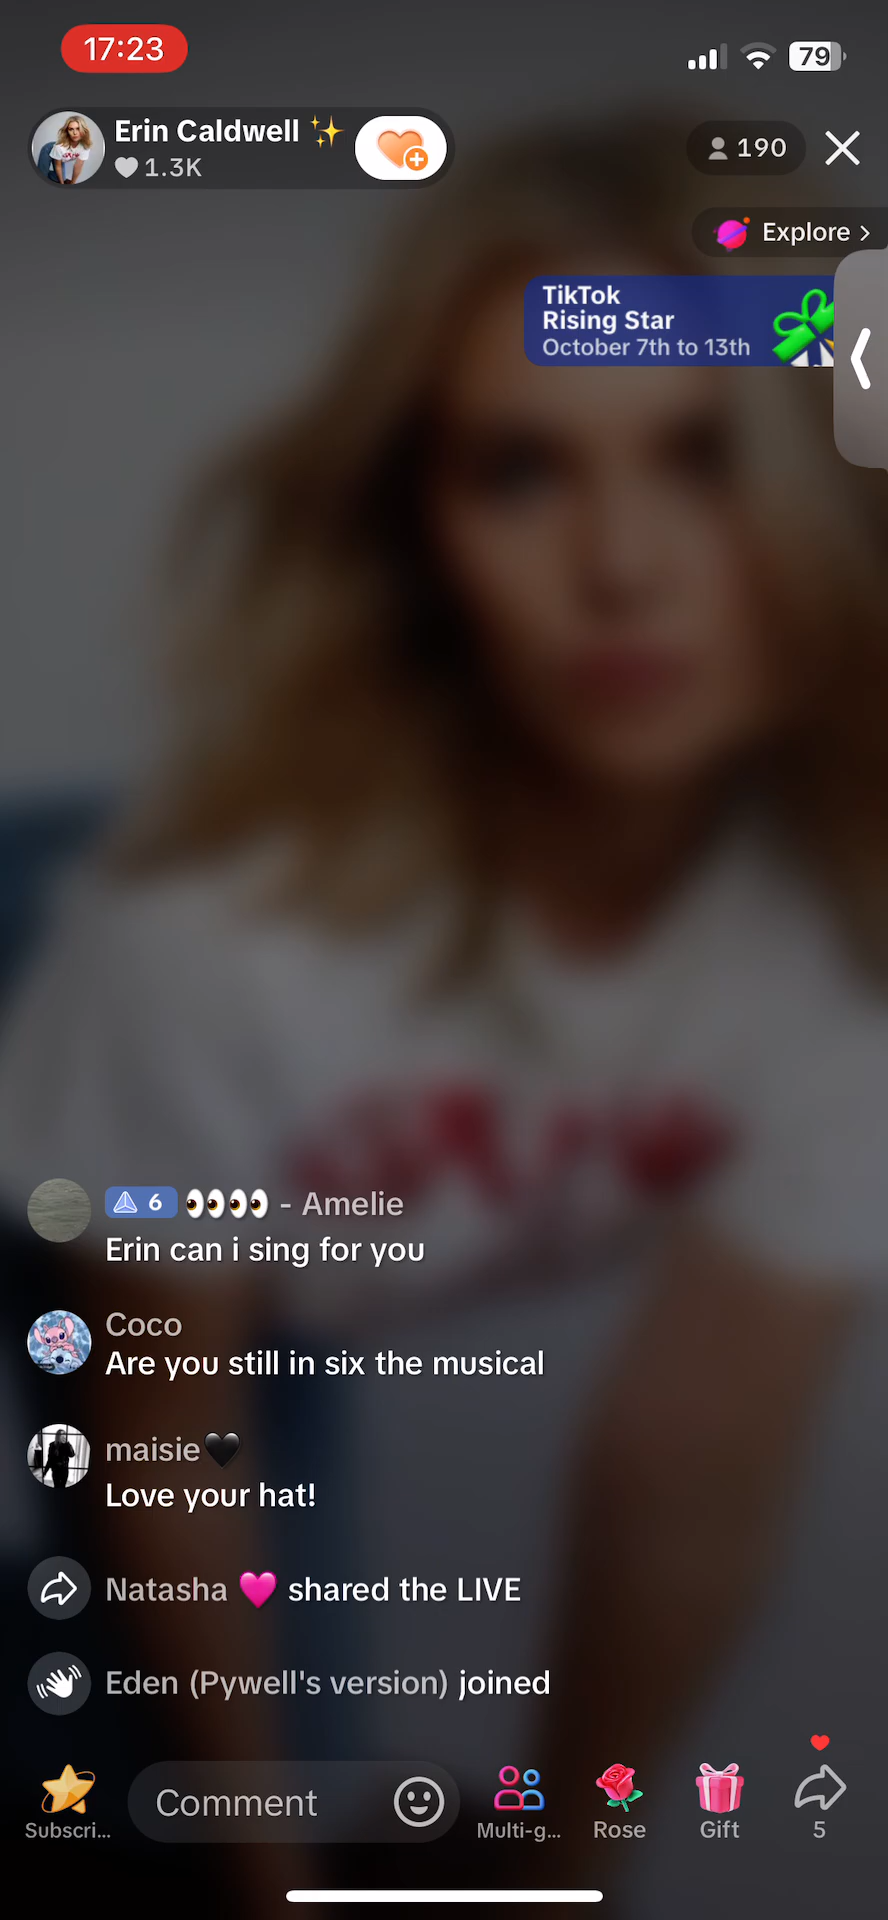 17:23
79
Erin Caldwell ✨
1.3K
190
Explore >
TikTok
Rising Star
October 7th to 13th
6 👀👀 - Amelie
Erin can i sing for you
Coco
Are you still in six the musical
maisie🖤
Love your hat!
Natasha 💗 shared the LIVE
Eden (Pywell's version) joined
Comment
Subscri...
Multi-g...
Rose
Gift
5